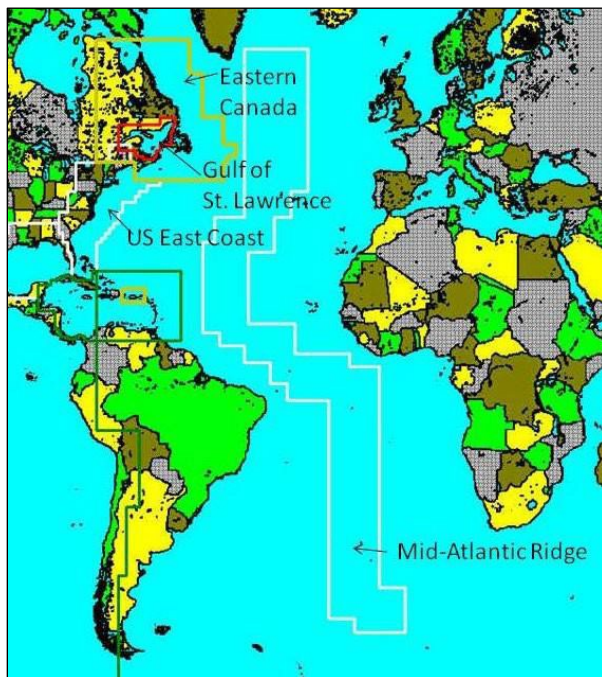 Eastern
Canada
Gulf of
St. Lawrence
US East Coast
Mid-Atlantic Ridge